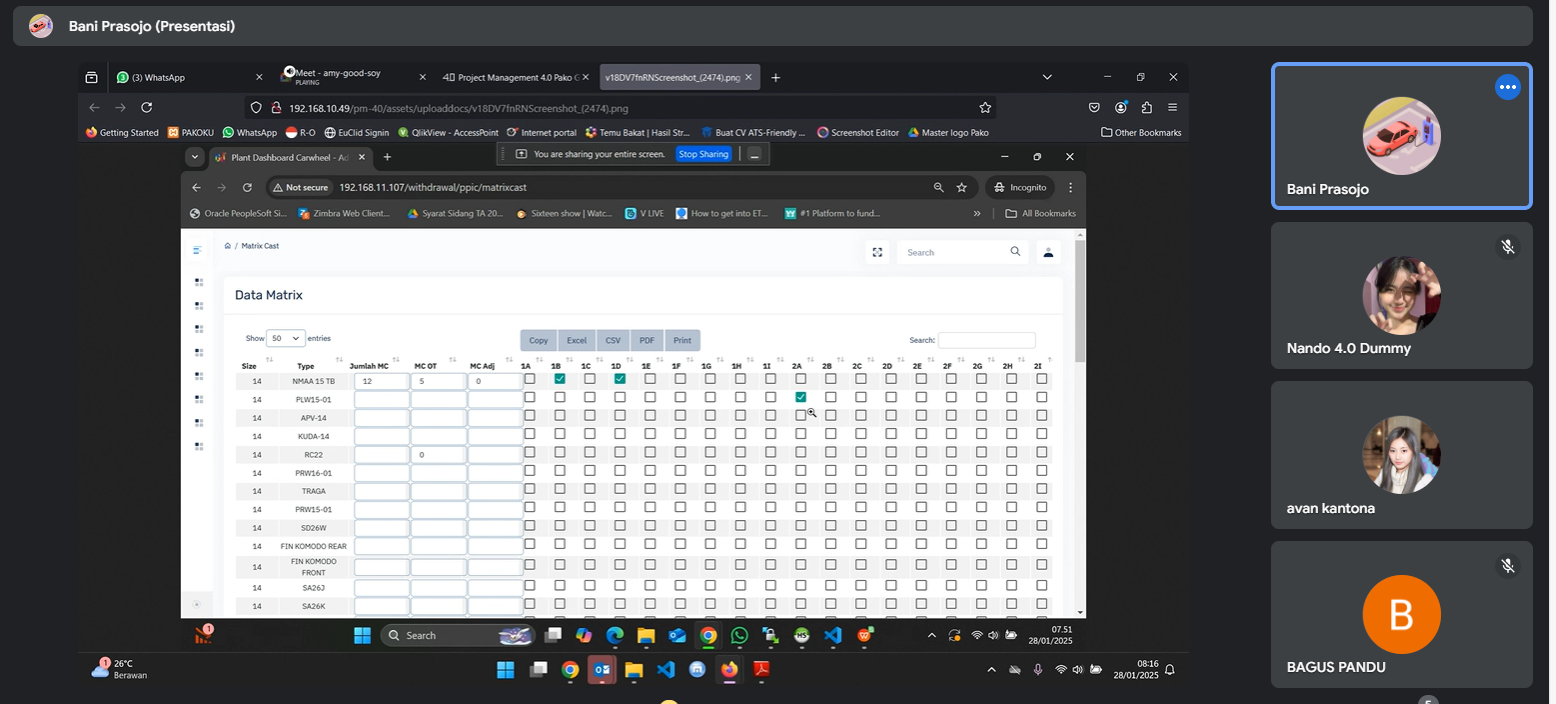 Bani Prasojo (Presentasi)
(3) WhatsApp
Meet - amy-good-soy
PLAYING
Project Management 4.0 Pako G
v18DV7fnRNScreenshot_(2474).png
192.168.10.49/pm-40/assets/uploaddocs/v18DV7fnRNScreenshot_(2474).png
Getting Started PAKOKU WhatsApp R-O EuClid Signin QlikView - AccessPoint Internet portal Temu Bakat | Hasil Str... Buat CV ATS-Friendly ... Screenshot Editor Master logo Pako Other Bookmarks
Plant Dashboard Carwheel - Ad
You are sharing your entire screen. Stop Sharing
Not secure 192.168.11.107/withdrawal/ppic/matrixcast Incognito
Oracle PeopleSoft Si... Zimbra Web Client... Syarat Sidang TA 20... Sixteen show | Watc... V LIVE How to get into ET... #1 Platform to fund... » All Bookmarks
/ Matrix Cast
Search
Data Matrix
Show 50 entries
Copy Excel CSV PDF Print
Search:
Size Type Jumlah MC MC OT MC Adj 1A 1B 1C 1D 1E 1F 1G 1H 1I 2A 2B 2C 2D 2E 2F 2G 2H 2I
14 NMAA 15 TB 12 5 0
14 PLW15-01
14 APV-14
14 KUDA-14
14 RC22 0
14 PRW16-01
14 TRAGA
14 PRW15-01
14 SD26W
14 FIN KOMODO REAR
14 FIN KOMODO FRONT
14 SA26J
14 SA26K
1
Search
07.51
28/01/2025
1
26°C
Berawan
08:16
28/01/2025
Bani Prasojo
Nando 4.0 Dummy
avan kantona
B
BAGUS PANDU